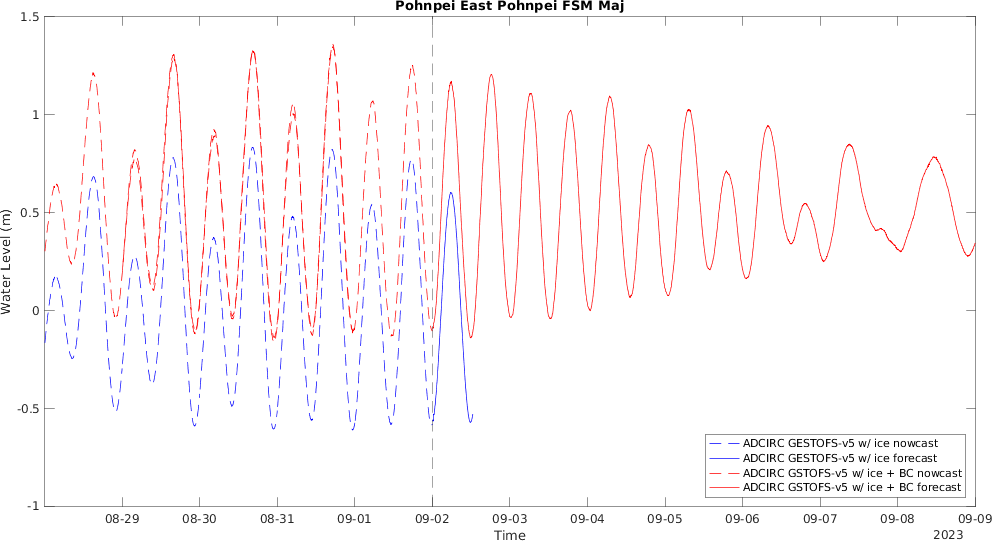 Pohnpei East Pohnpei FSM Maj
Water Level (m)
1.5
1
0.5
0
-0.5
-1
ADCIRC GESTOFS-v5 w/ ice nowcast
ADCIRC GESTOFS-v5 w/ ice forecast
ADCIRC GSTOFS-v5 w/ ice + BC nowcast
ADCIRC GSTOFS-v5 w/ ice + BC forecast
08-29 08-30 08-31 09-01 09-02 09-03 09-04 09-05 09-06 09-07 09-08 09-09
Time
2023